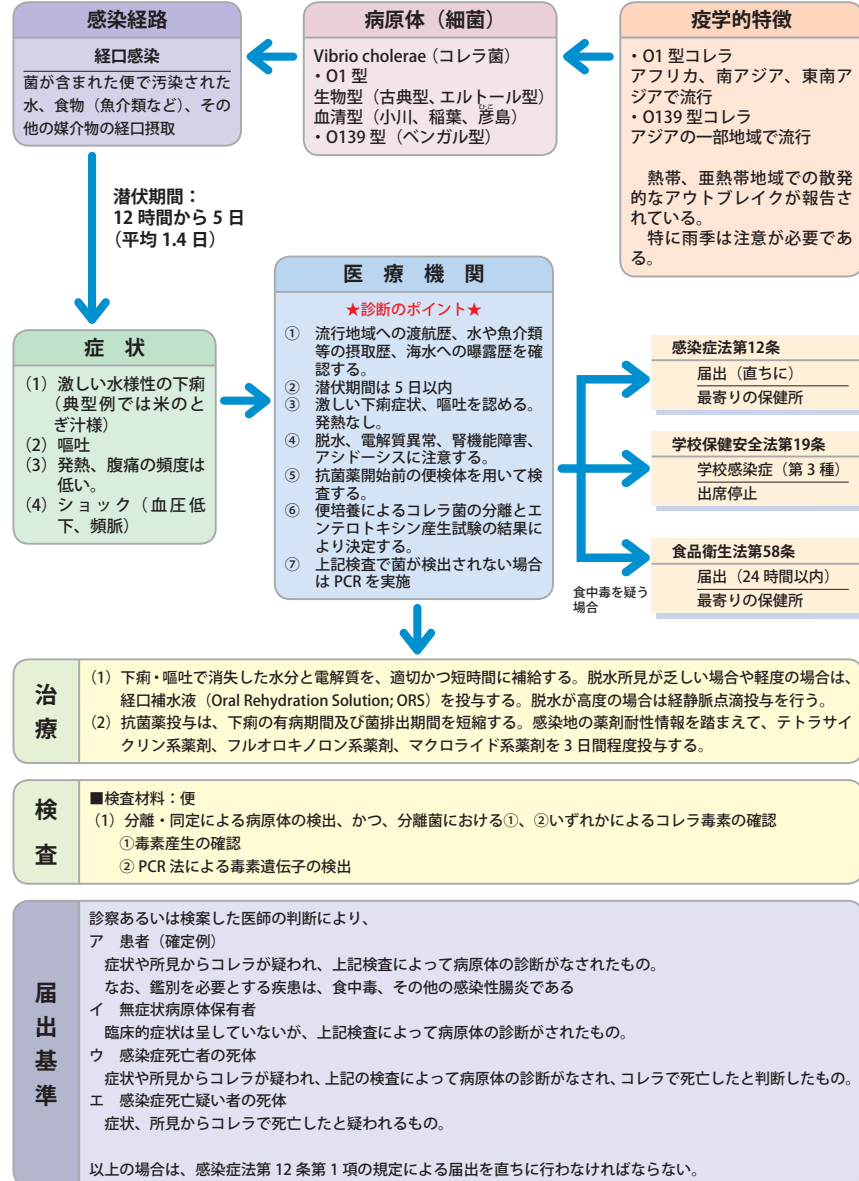 感染経路
経口感染
菌が含まれた便で汚染された
水、食物（魚介類など）、その
他の媒介物の経口摂取
病原体（細菌）
Vibrio cholerae（コレラ菌）
・O1 型
生物型（古典型、エルトール型）
血清型（小川、稲葉、彦島）
ひこ
・O139 型（ベンガル型）
疫学的特徴
・O1 型コレラ
アフリカ、南アジア、東南ア
ジアで流行
・O139 型コレラ
アジアの一部地域で流行
熱帯、亜熱帯地域での散発
的なアウトブレイクが報告さ
れている。
特に雨季は注意が必要であ
る。
潜伏期間：
12 時間から 5 日
（平均 1.4 日）
症 状
（1）激しい水様性の下痢
（典型例では米のと
ぎ汁様）
（2）嘔吐
（3）発熱、腹痛の頻度は
低い。
（4）ショック（血圧低
下、頻脈）
医 療 機 関
★診断のポイント★
① 流行地域への渡航歴、水や魚介類
等の摂取歴、海水への曝露歴を確
認する。
② 潜伏期間は 5 日以内
③ 激しい下痢症状、嘔吐を認める。
発熱なし。
④ 脱水、電解質異常、腎機能障害、
アシドーシスに注意する。
⑤ 抗菌薬開始前の便検体を用いて検
査する。
⑥ 便培養によるコレラ菌の分離とエ
ンテロトキシン産生試験の結果に
より決定する。
⑦ 上記検査で菌が検出されない場合
は PCR を実施
感染症法第12条
届出（直ちに）
最寄りの保健所
学校保健安全法第19条
学校感染症（第 3 種）
出席停止
食品衛生法第58条
届出（24 時間以内）
最寄りの保健所
食中毒を疑う
場合
治療
（1）下痢・嘔吐で消失した水分と電解質を、適切かつ短時間に補給する。脱水所見が乏しい場合や軽度の場合は、
経口補水液（Oral Rehydration Solution; ORS）を投与する。脱水が高度の場合は経静脈点滴投与を行う。
（2）抗菌薬投与は、下痢の有病期間及び菌排出期間を短縮する。感染地の薬剤耐性情報を踏まえて、テトラサイ
クリン系薬剤、フルオロキノロン系薬剤、マクロライド系薬剤を 3 日間程度投与する。
検査
■検査材料：便
（1）分離・同定による病原体の検出、かつ、分離菌における①、②いずれかによるコレラ毒素の確認
①毒素産生の確認
② PCR 法による毒素遺伝子の検出
届出基準
診察あるいは検案した医師の判断により、
ア 患者（確定例）
症状や所見からコレラが疑われ、上記検査によって病原体の診断がなされたもの。
なお、鑑別を必要とする疾患は、食中毒、その他の感染性腸炎である
イ 無症状病原体保有者
臨床的症状は呈していないが、上記検査によって病原体の診断がされたもの。
ウ 感染症死亡者の死体
症状や所見からコレラが疑われ、上記の検査によって病原体の診断がなされ、コレラで死亡したと判断したもの。
エ 感染症死亡疑い者の死体
症状、所見からコレラで死亡したと疑われるもの。
以上の場合は、感染症法第 12 条第 1 項の規定による届出を直ちに行わなければならない。